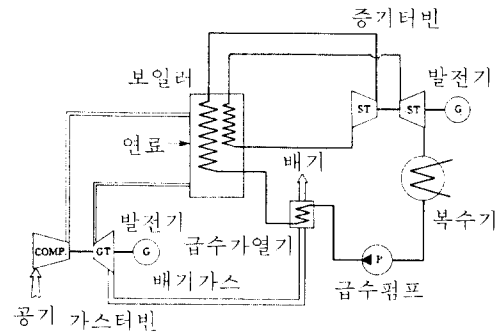 증기터빈
보일러
발전기
ST
ST
G
연료
배기
복수기
발전기
급수가열기
COMP.
GT
G
P
배기가스
급수펌프
공기
가스터빈